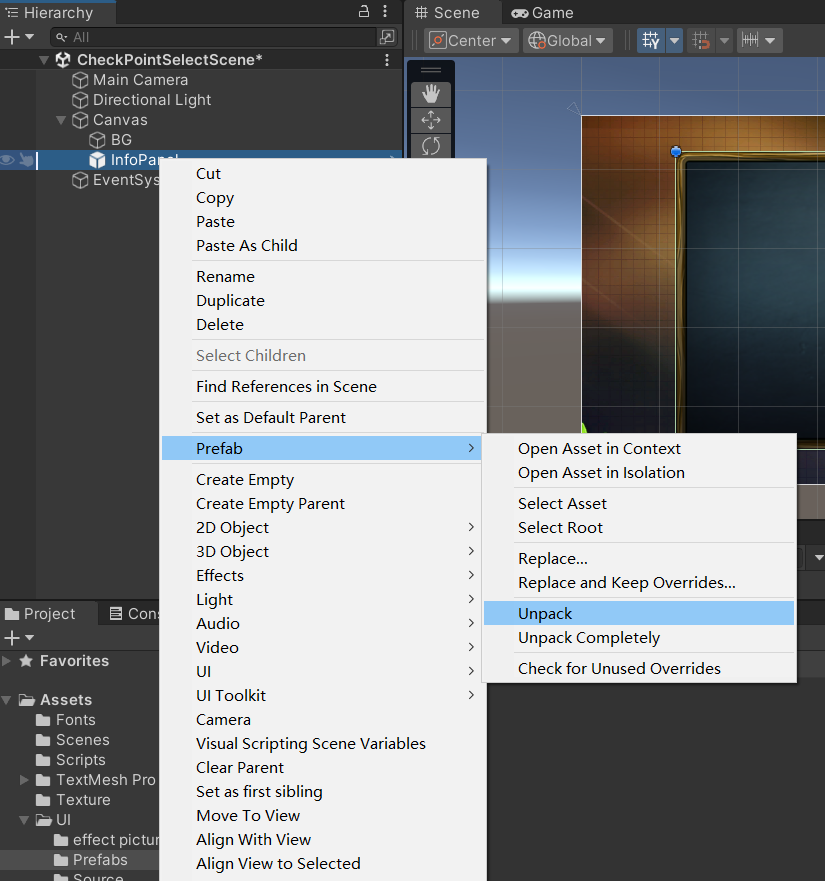 Hierarchy
All
CheckPointSelectScene*
Main Camera
Directional Light
Canvas
BG
InfoPanel
EventSys
Scene
Game
Center
Global
Cut
Copy
Paste
Paste As Child
Rename
Duplicate
Delete
Select Children
Find References in Scene
Set as Default Parent
Prefab
Create Empty
Create Empty Parent
2D Object
3D Object
Effects
Light
Audio
Video
UI
UI Toolkit
Camera
Visual Scripting Scene Variables
Clear Parent
Set as first sibling
Move To View
Align With View
Align View to Selected
Open Asset in Context
Open Asset in Isolation
Select Asset
Select Root
Replace...
Replace and Keep Overrides...
Unpack
Unpack Completely
Check for Unused Overrides
Project
Cons
Favorites
Assets
Fonts
Scenes
Scripts
TextMesh Pro
Texture
UI
effect pictur
Prefabs
Source